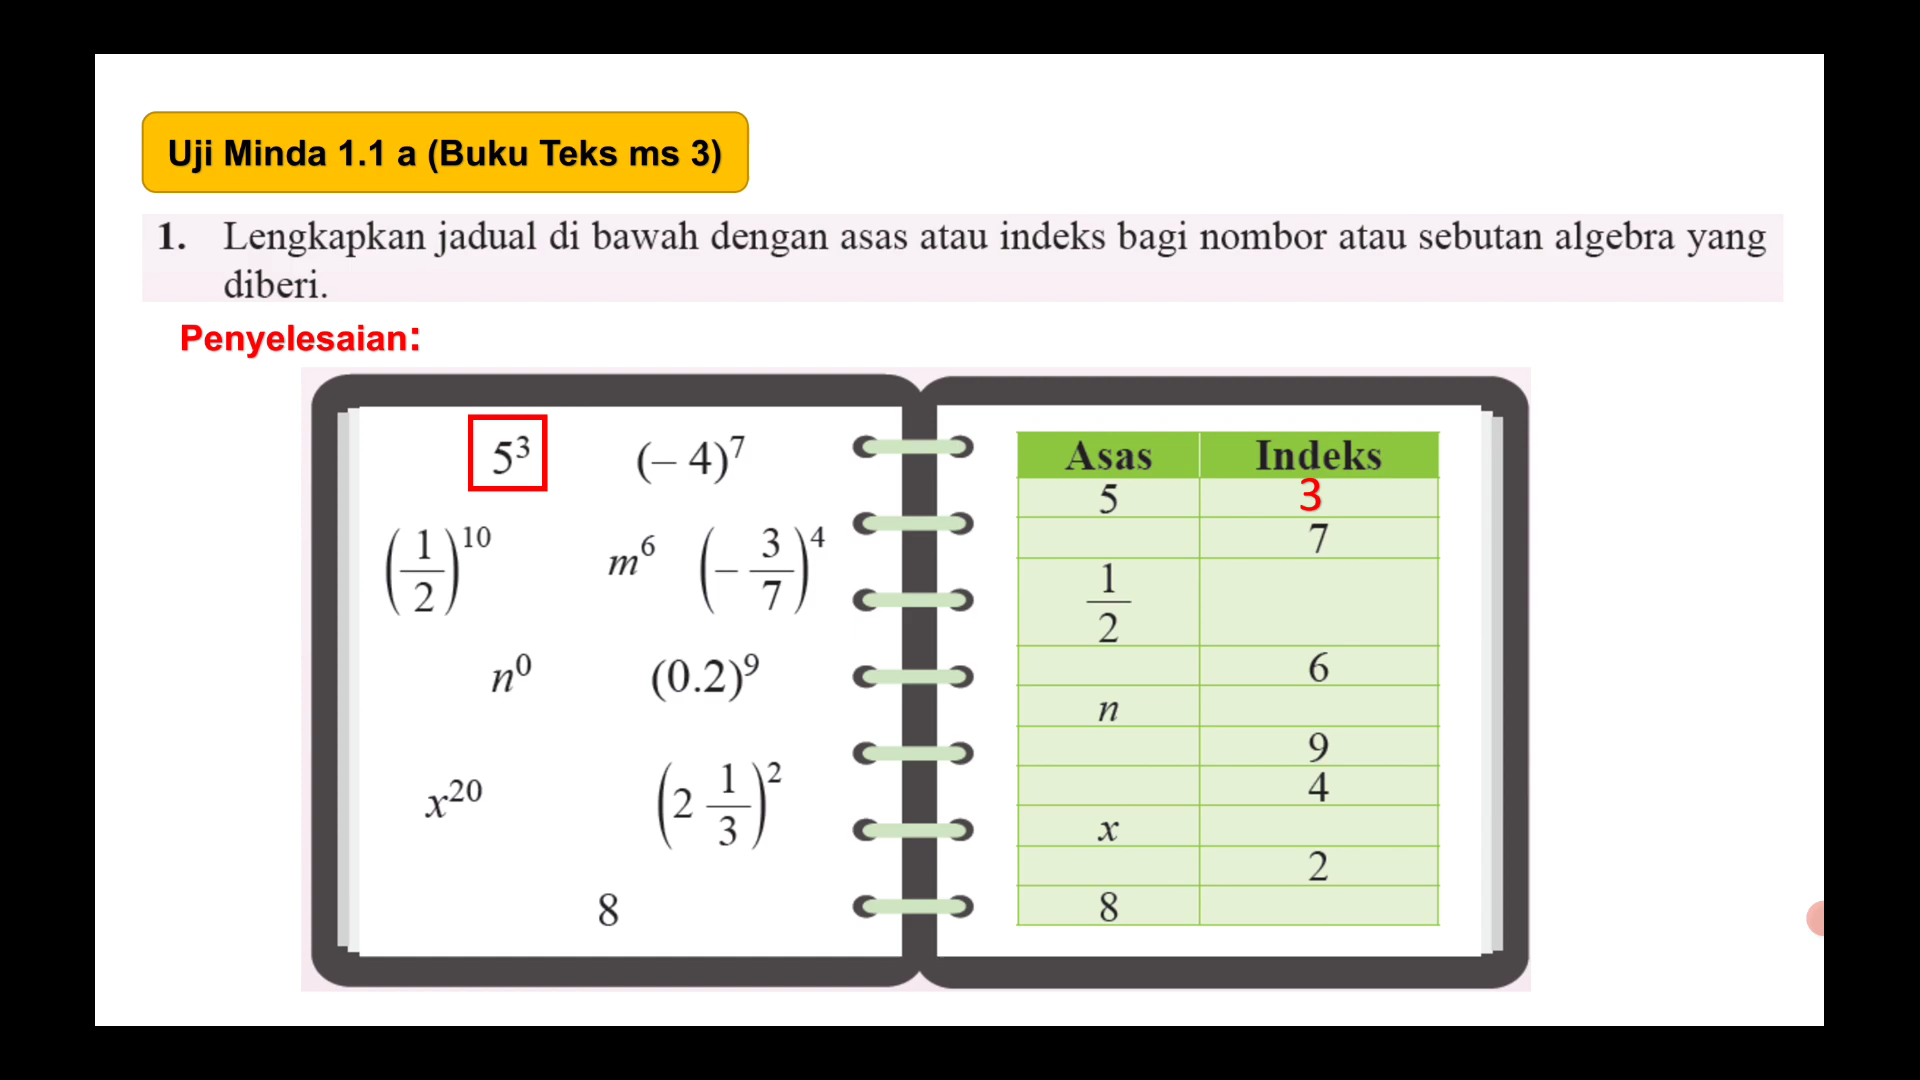 Uji Minda 1.1 a (Buku Teks ms 3)
1. Lengkapkan jadual di bawah dengan asas atau indeks bagi nombor atau sebutan algebra yang
diberi.
Penyelesaian:
5³ (– 4)⁷
(1/2)¹⁰ m⁶ (– 3/7)⁴
n⁰ (0.2)⁹
x²⁰ (2 1/3)²
8
Asas Indeks
5 3
7
1/2
6
n
9
4
x
2
8